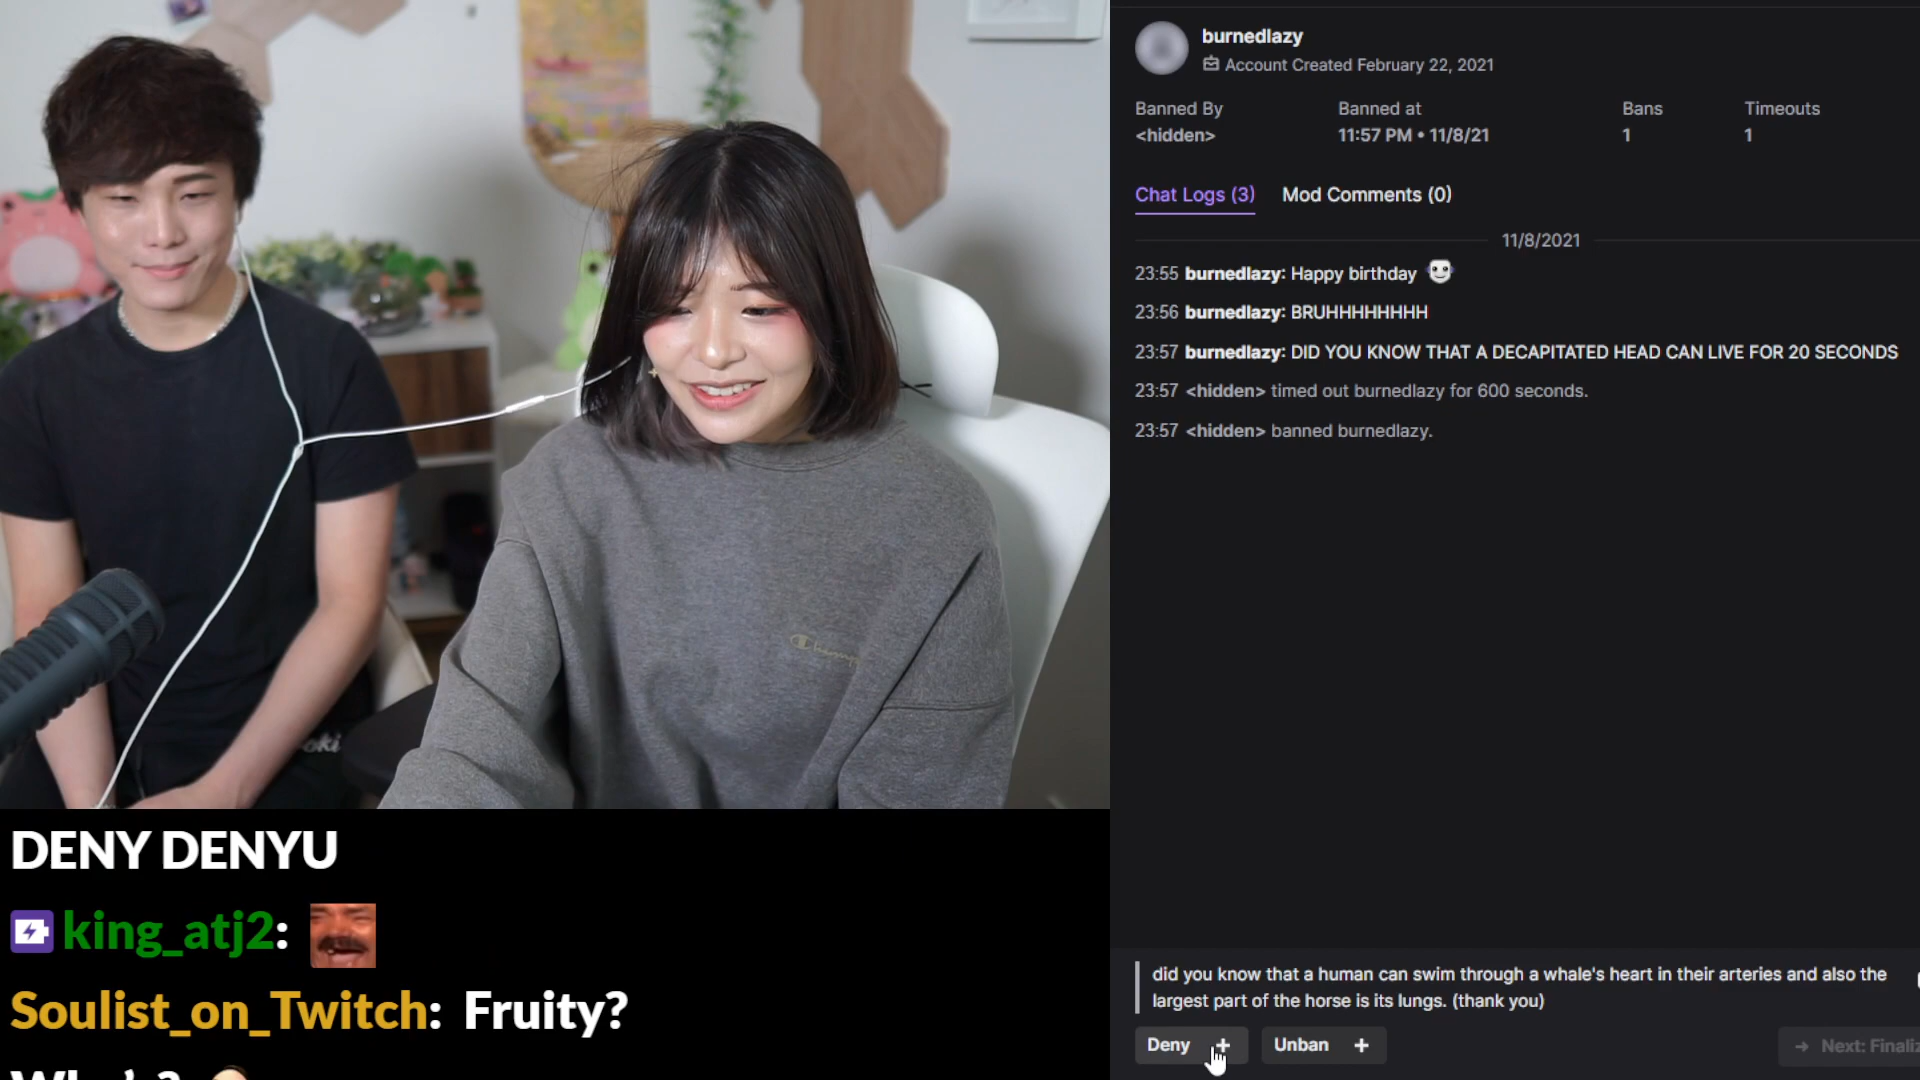 burnedlazy
Account Created February 22, 2021
Banned By
Banned at
Bans
Timeouts
<hidden>
11:57 PM • 11/8/21
1
1
Chat Logs (3)
Mod Comments (0)
11/8/2021
23:55 burnedlazy: Happy birthday
23:56 burnedlazy: BRUHHHHHHHH
23:57 burnedlazy: DID YOU KNOW THAT A DECAPITATED HEAD CAN LIVE FOR 20 SECONDS
23:57 <hidden> timed out burnedlazy for 600 seconds.
23:57 <hidden> banned burnedlazy.
Champ
oki
DENY DENYU
king_atj2:
Soulist_on_Twitch: Fruity?
did you know that a human can swim through a whale's heart in their arteries and also the
largest part of the horse is its lungs. (thank you)
Deny +
Unban +
→ Next: Finaliz